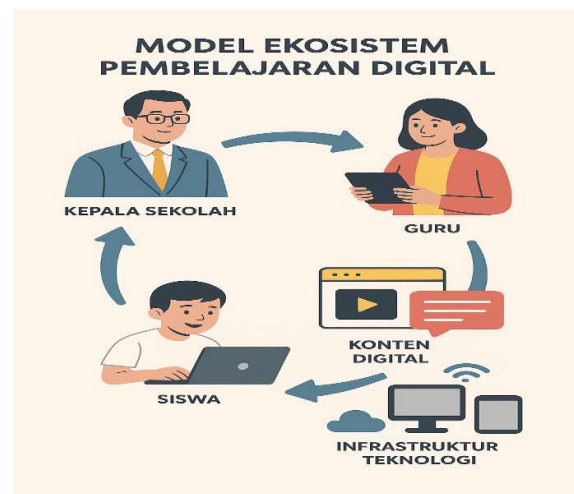 MODEL EKOSISTEM
PEMBELAJARAN DIGITAL
KEPALA SEKOLAH
GURU
KONTEN
DIGITAL
SISWA
INFRASTRUKTUR
TEKNOLOGI